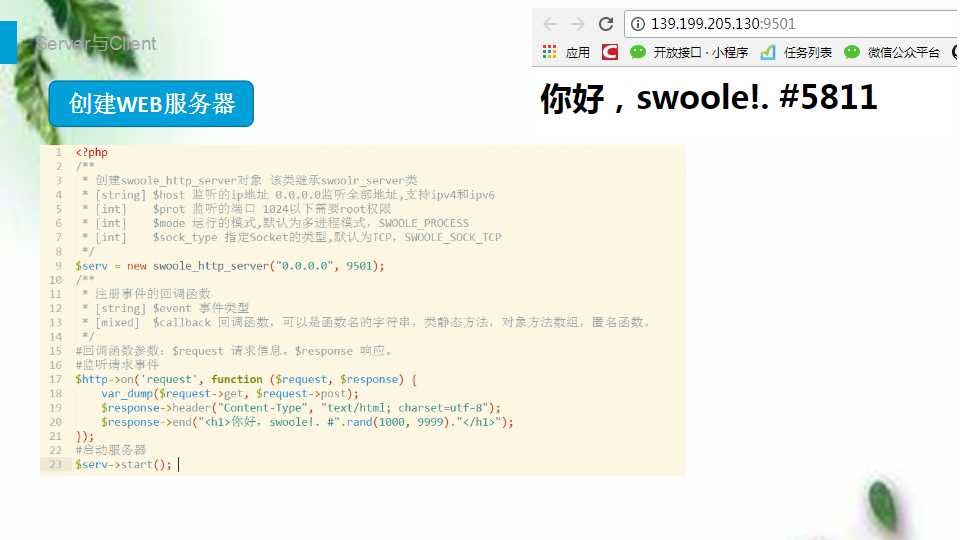 Server与Client
创建WEB服务器
139.199.205.130:9501
应用 开放接口 · 小程序 任务列表 微信公众平台
你好，swoole!. #5811
1 <?php
2 /**
3 * 创建swoole_http_server对象 该类继承swoolr_server类
4 * [string] $host 监听的ip地址 0.0.0.0监听全部地址,支持ipv4和ipv6
5 * [int] $prot 监听的端口 1024以下需要root权限
6 * [int] $mode 运行的模式,默认为多进程模式，SWOOLE_PROCESS
7 * [int] $sock_type 指定Socket的类型,默认为TCP，SWOOLE_SOCK_TCP
8 */
9 $serv = new swoole_http_server("0.0.0.0", 9501);
10 /**
11 * 注册事件的回调函数
12 * [string] $event 事件类型
13 * [mixed] $callback 回调函数，可以是函数名的字符串，类静态方法，对象方法数组，匿名函数。
14 */
15 #回调函数参数：$request 请求信息。$response 响应。
16 #监听请求事件
17 $http->on('request', function ($request, $response) {
18 var_dump($request->get, $request->post);
19 $response->header("Content-Type", "text/html; charset=utf-8");
20 $response->end("<h1>你好，swoole!. #".rand(1000, 9999)."</h1>");
21 });
22 #启动服务器
23 $serv->start();